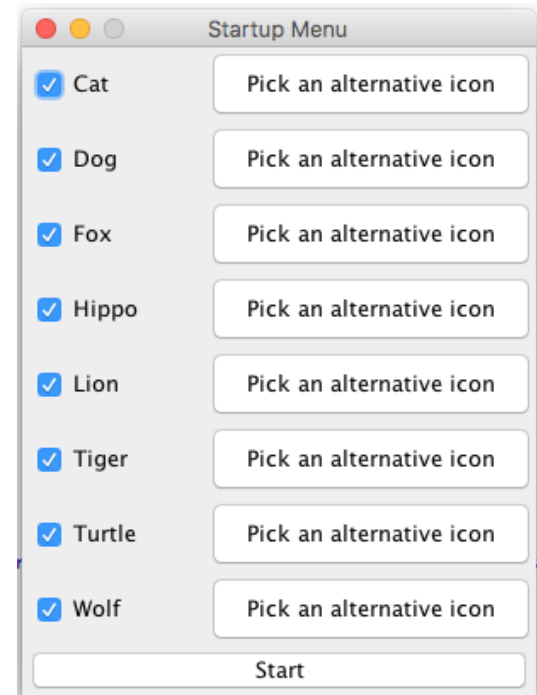 Startup Menu
Cat Pick an alternative icon
Dog Pick an alternative icon
Fox Pick an alternative icon
Hippo Pick an alternative icon
Lion Pick an alternative icon
Tiger Pick an alternative icon
Turtle Pick an alternative icon
Wolf Pick an alternative icon
Start